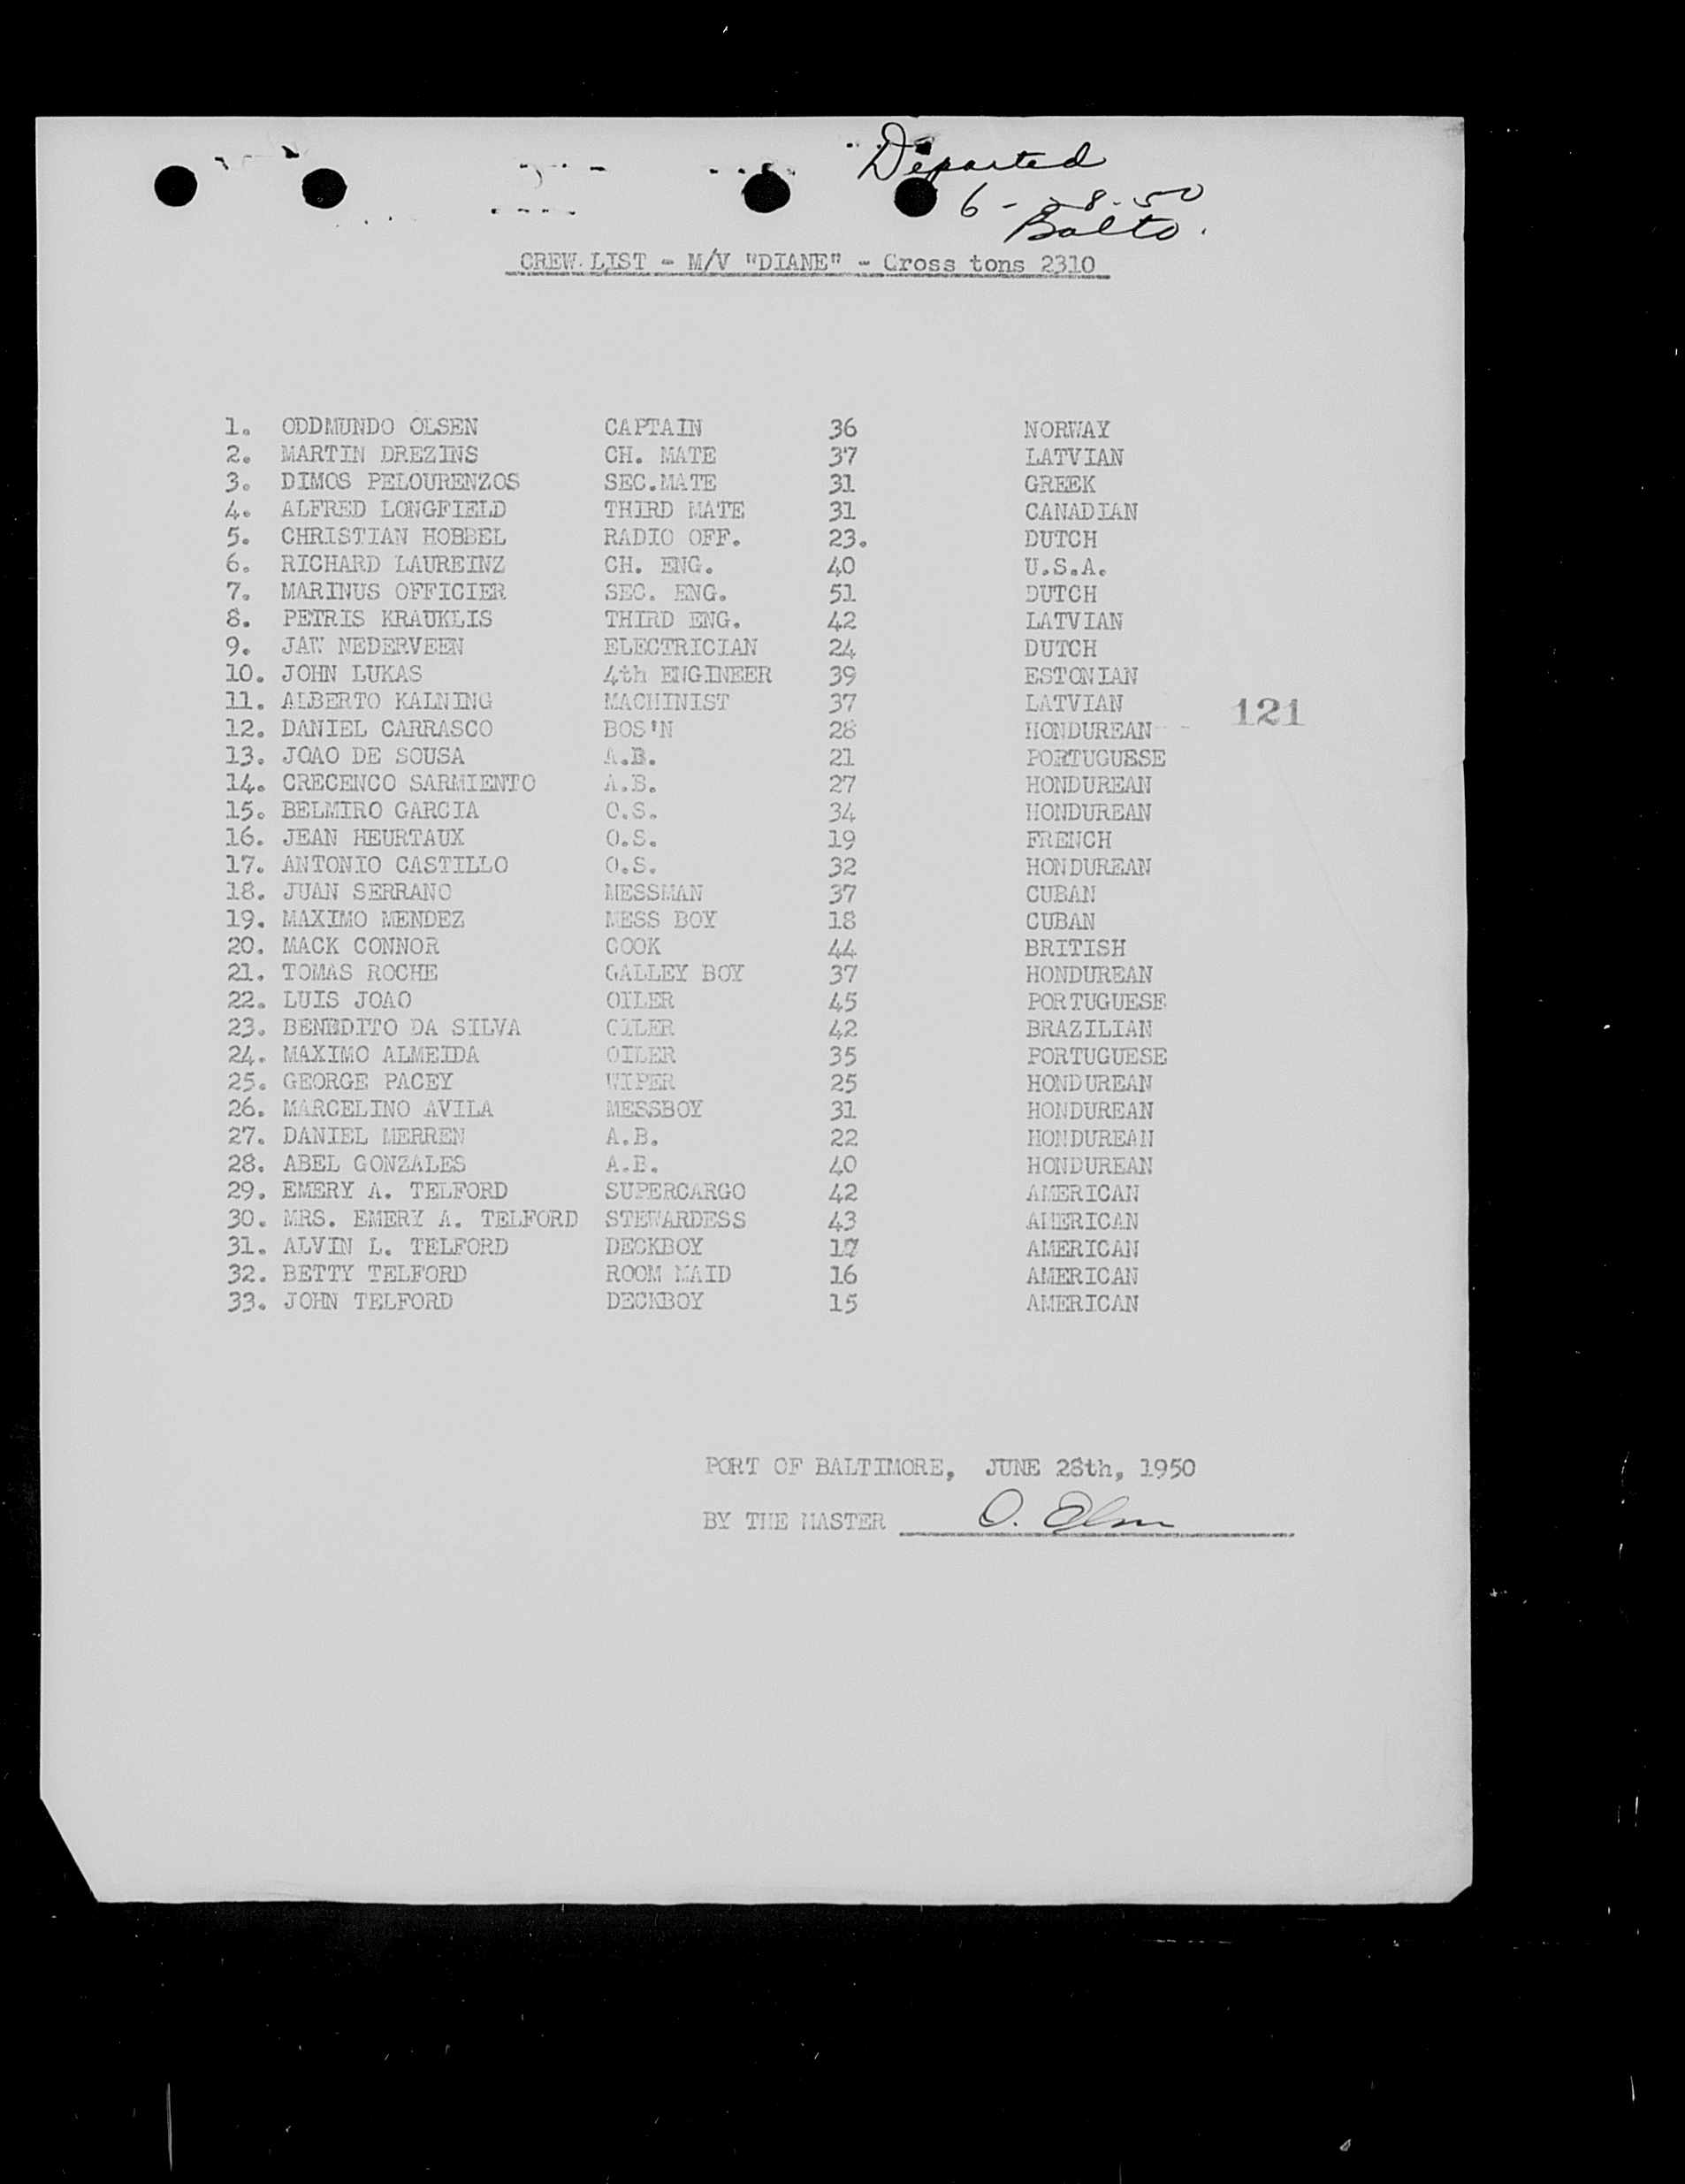 Departed
6-28-50
Balto.
CREW LIST - M/V "DIANE" - Gross tons 2310
1. ODDMUNDO OLSEN CAPTAIN 36 NORWAY
2. MARTIN DREZINS CH. MATE 37 LATVIAN
3. DIMOS PELOURENZOS SEC.MATE 31 GREEK
4. ALFRED LONGFIELD THIRD MATE 31 CANADIAN
5. CHRISTIAN HOBBEL RADIO OFF. 23. DUTCH
6. RICHARD LAUREINZ CH. ENG. 40 U.S.A.
7. MARINUS OFFICIER SEC. ENG. 51 DUTCH
8. PETRIS KRAUKLIS THIRD ENG. 42 LATVIAN
9. JAW NEDERVEEN ELECTRICIAN 24 DUTCH
10. JOHN LUKAS 4th ENGINEER 39 ESTONIAN
11. ALBERTO KALNING MACHINIST 37 LATVIAN
121
12. DANIEL CARRASCO BOS'N 28 HONDUREAN
13. JOAO DE SOUSA A.B. 21 PORTUGUESE
14. CRECENCO SARMIENTO A.B. 27 HONDUREAN
15. BELMIRO GARCIA O.S. 34 HONDUREAN
16. JEAN HEURTAUX O.S. 19 FRENCH
17. ANTONIO CASTILLO O.S. 32 HONDUREAN
18. JUAN SERRANO MESSMAN 37 CUBAN
19. MAXIMO MENDEZ MESS BOY 18 CUBAN
20. MACK CONNOR COOK 44 BRITISH
21. TOMAS ROCHE GALLEY BOY 37 HONDUREAN
22. LUIS JOAO OILER 45 PORTUGUESE
23. BENEDITO DA SILVA OILER 42 BRAZILIAN
24. MAXIMO ALMEIDA OILER 35 PORTUGUESE
25. GEORGE PACEY WIPER 25 HONDUREAN
26. MARCELINO AVILA MESSBOY 31 HONDUREAN
27. DANIEL MERREN A.B. 22 HONDUREAN
28. ABEL GONZALES A.B. 40 HONDUREAN
29. EMERY A. TELFORD SUPERCARGO 42 AMERICAN
30. MRS. EMERY A. TELFORD STEWARDESS 43 AMERICAN
31. ALVIN L. TELFORD DECKBOY 17 AMERICAN
32. BETTY TELFORD ROOM MAID 16 AMERICAN
33. JOHN TELFORD DECKBOY 15 AMERICAN
PORT OF BALTIMORE, JUNE 28th, 1950
BY THE MASTER O. Olsen